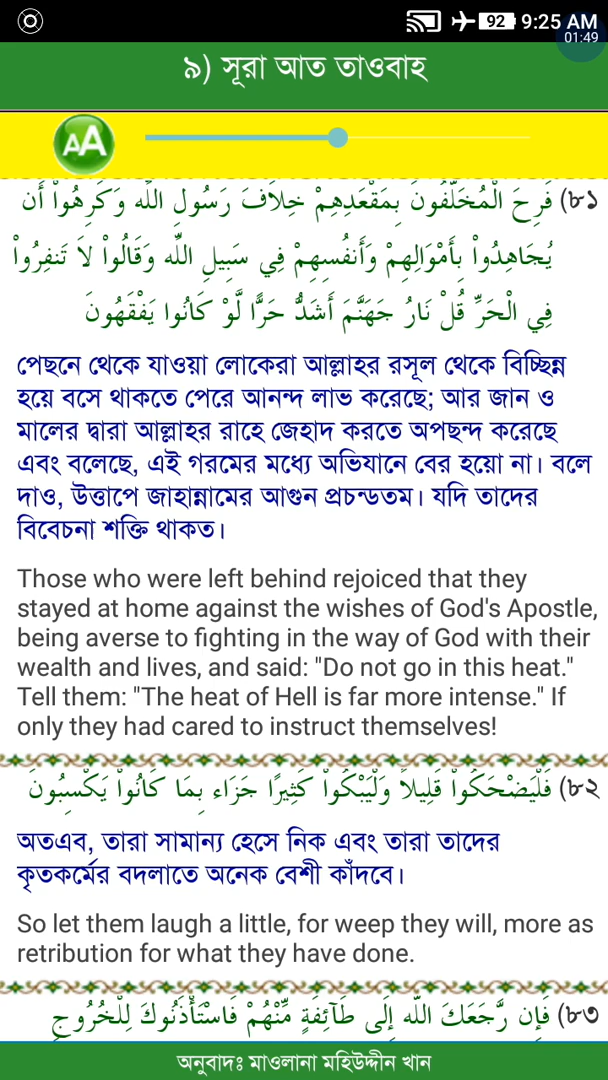 92 9:25 AM
01:49
৯) সূরা আত তাওবাহ
AA
৮১) فَرِحَ الْمُخَلَّفُونَ بِمَقْعَدِهِمْ خِلاَفَ رَسُولِ اللّه وَكَرِهُواْ أَن
يُجَاهِدُواْ بِأَمْوَالِهِمْ وَأَنفُسِهِمْ فِي سَبِيلِ اللّه وَقَالُواْ لاَ تَنفِرُواْ
فِي الْحَرِّ قُلْ نَارُ جَهَنَّمَ أَشَدُّ حَرًّا لَّوْ كَانُوا يَفْقَهُونَ
পেছনে থেকে যাওয়া লোকেরা আল্লাহর রসূল থেকে বিচ্ছিন্ন
হয়ে বসে থাকতে পেরে আনন্দ লাভ করেছে; আর জান ও
মালের দ্বারা আল্লাহর রাহে জেহাদ করতে অপছন্দ করেছে
এবং বলেছে, এই গরমের মধ্যে অভিযানে বের হয়ো না। বলে
দাও, উত্তাপে জাহান্নামের আগুন প্রচন্ডতম। যদি তাদের
বিবেচনা শক্তি থাকত।
Those who were left behind rejoiced that they
stayed at home against the wishes of God's Apostle,
being averse to fighting in the way of God with their
wealth and lives, and said: "Do not go in this heat."
Tell them: "The heat of Hell is far more intense." If
only they had cared to instruct themselves!
৮২) فَلْيَضْحَكُواْ قَلِيلاً وَلْيَبْكُواْ كَثِيرًا جَزَاء بِمَا كَانُواْ يَكْسِبُونَ
অতএব, তারা সামান্য হেসে নিক এবং তারা তাদের
কৃতকর্মের বদলাতে অনেক বেশী কাঁদবে।
So let them laugh a little, for weep they will, more as
retribution for what they have done.
৮৩) فَإِن رَّجَعَكَ اللّه إِلَى طَآئِفَةٍ مِّنْهُمْ فَاسْتَأْذَنُوكَ لِلْخُرُوجِ
অনুবাদঃ মাওলানা মহিউদ্দীন খান